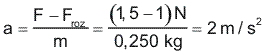 a = (F – F_roz) / m = (1,5 – 1) N / 0,250 kg = 2 m / s²